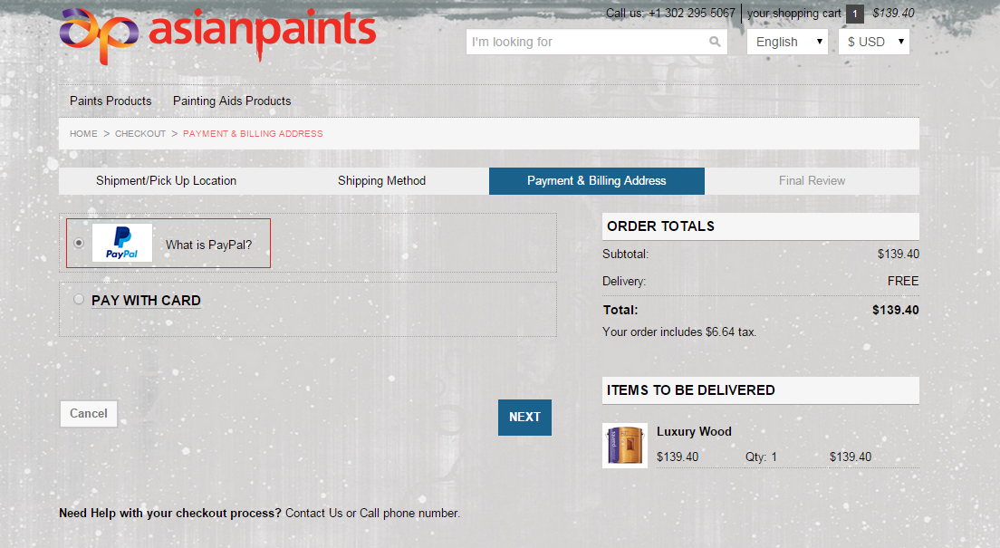 Call us: +1 302 295 5067 your shopping cart 1 $139.40
ap asianpaints
I'm looking for English $ USD
Paints Products Painting Aids Products
HOME > CHECKOUT > PAYMENT & BILLING ADDRESS
Shipment/Pick Up Location Shipping Method Payment & Billing Address Final Review
PayPal What is PayPal?
PAY WITH CARD
Cancel NEXT
ORDER TOTALS
Subtotal: $139.40
Delivery: FREE
Total: $139.40
Your order includes $6.64 tax.
ITEMS TO BE DELIVERED
Luxury Wood
$139.40 Qty: 1 $139.40
Need Help with your checkout process? Contact Us or Call phone number.